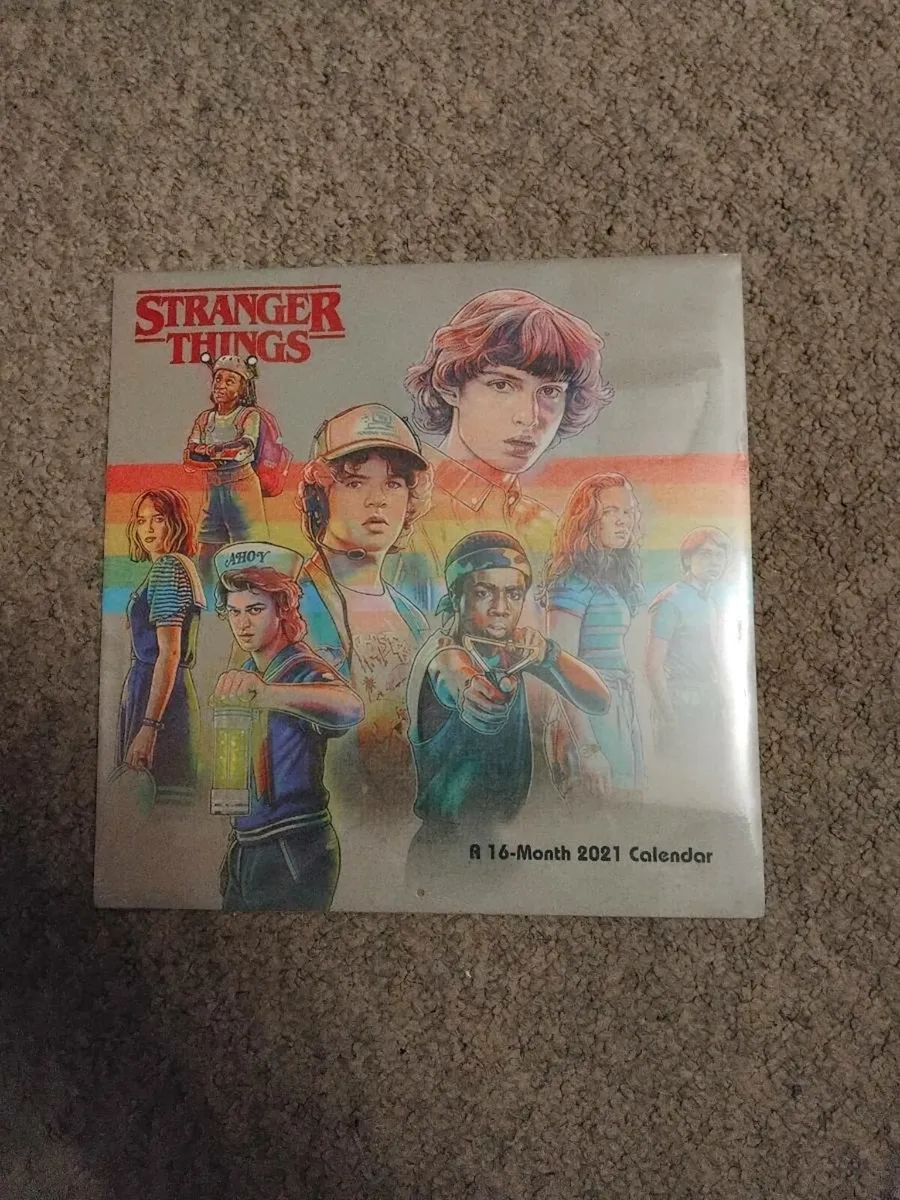 STRANGER
THINGS
AHOY
A 16-Month 2021 Calendar